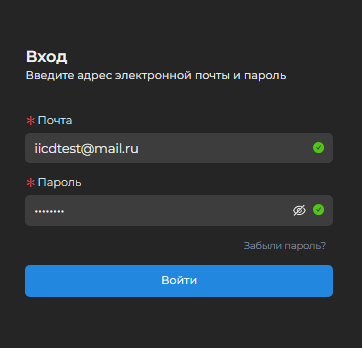 Вход
Введите адрес электронной почты и пароль
* Почта
iicdtest@mail.ru
* Пароль
••••••••
Забыли пароль?
Войти